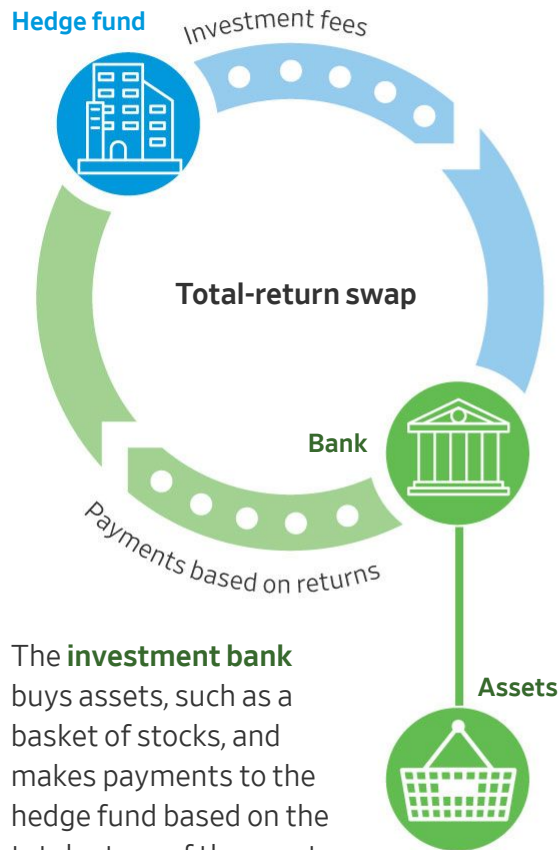 Hedge fund
Investment fees
Total-return swap
Bank
Payments based on returns
The investment bank
buys assets, such as a
basket of stocks, and
makes payments to the
hedge fund based on the
Assets